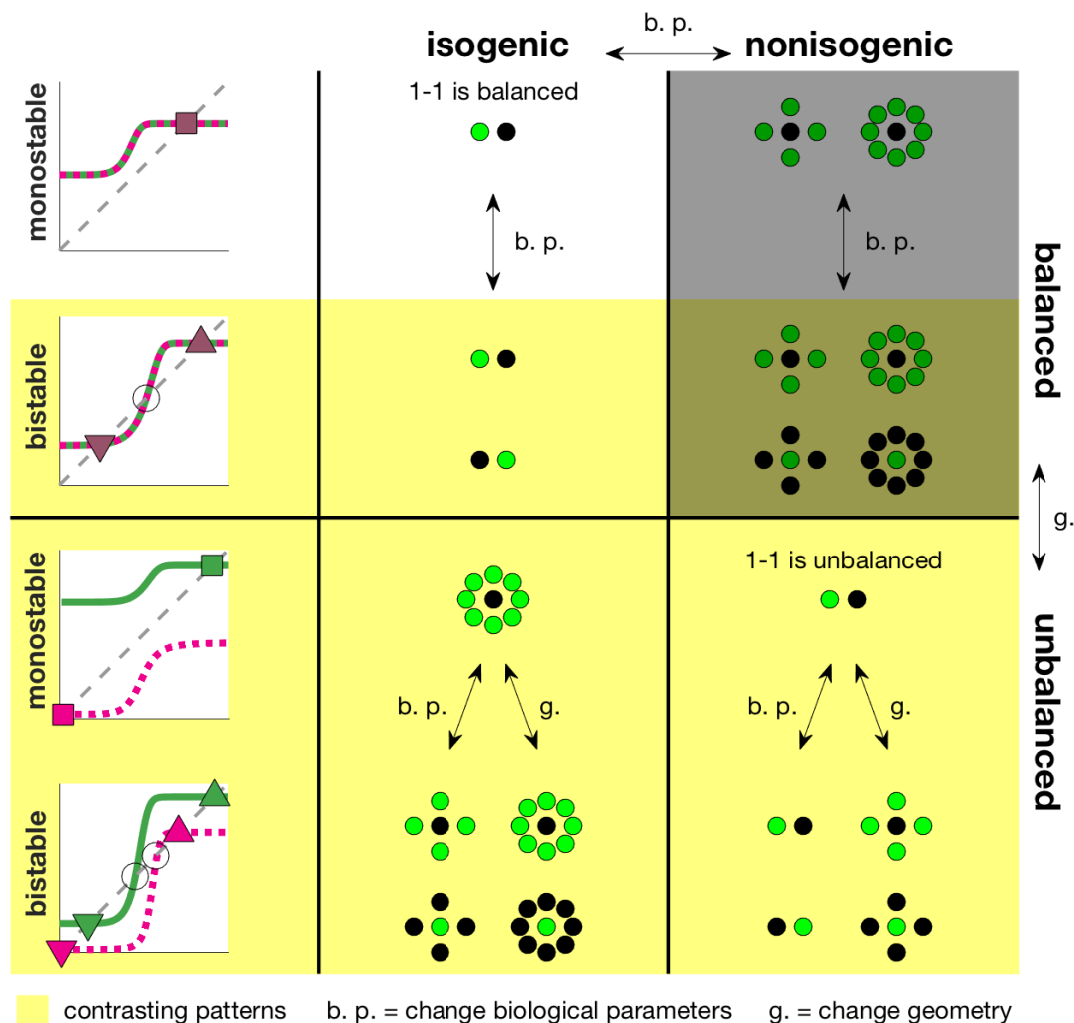 b. p.
isogenic
nonisogenic
1-1 is balanced
monostable
b. p.
b. p.
balanced
bistable
g.
1-1 is unbalanced
monostable
unbalanced
b. p.
g.
b. p.
g.
bistable
contrasting patterns
b. p. = change biological parameters
g. = change geometry